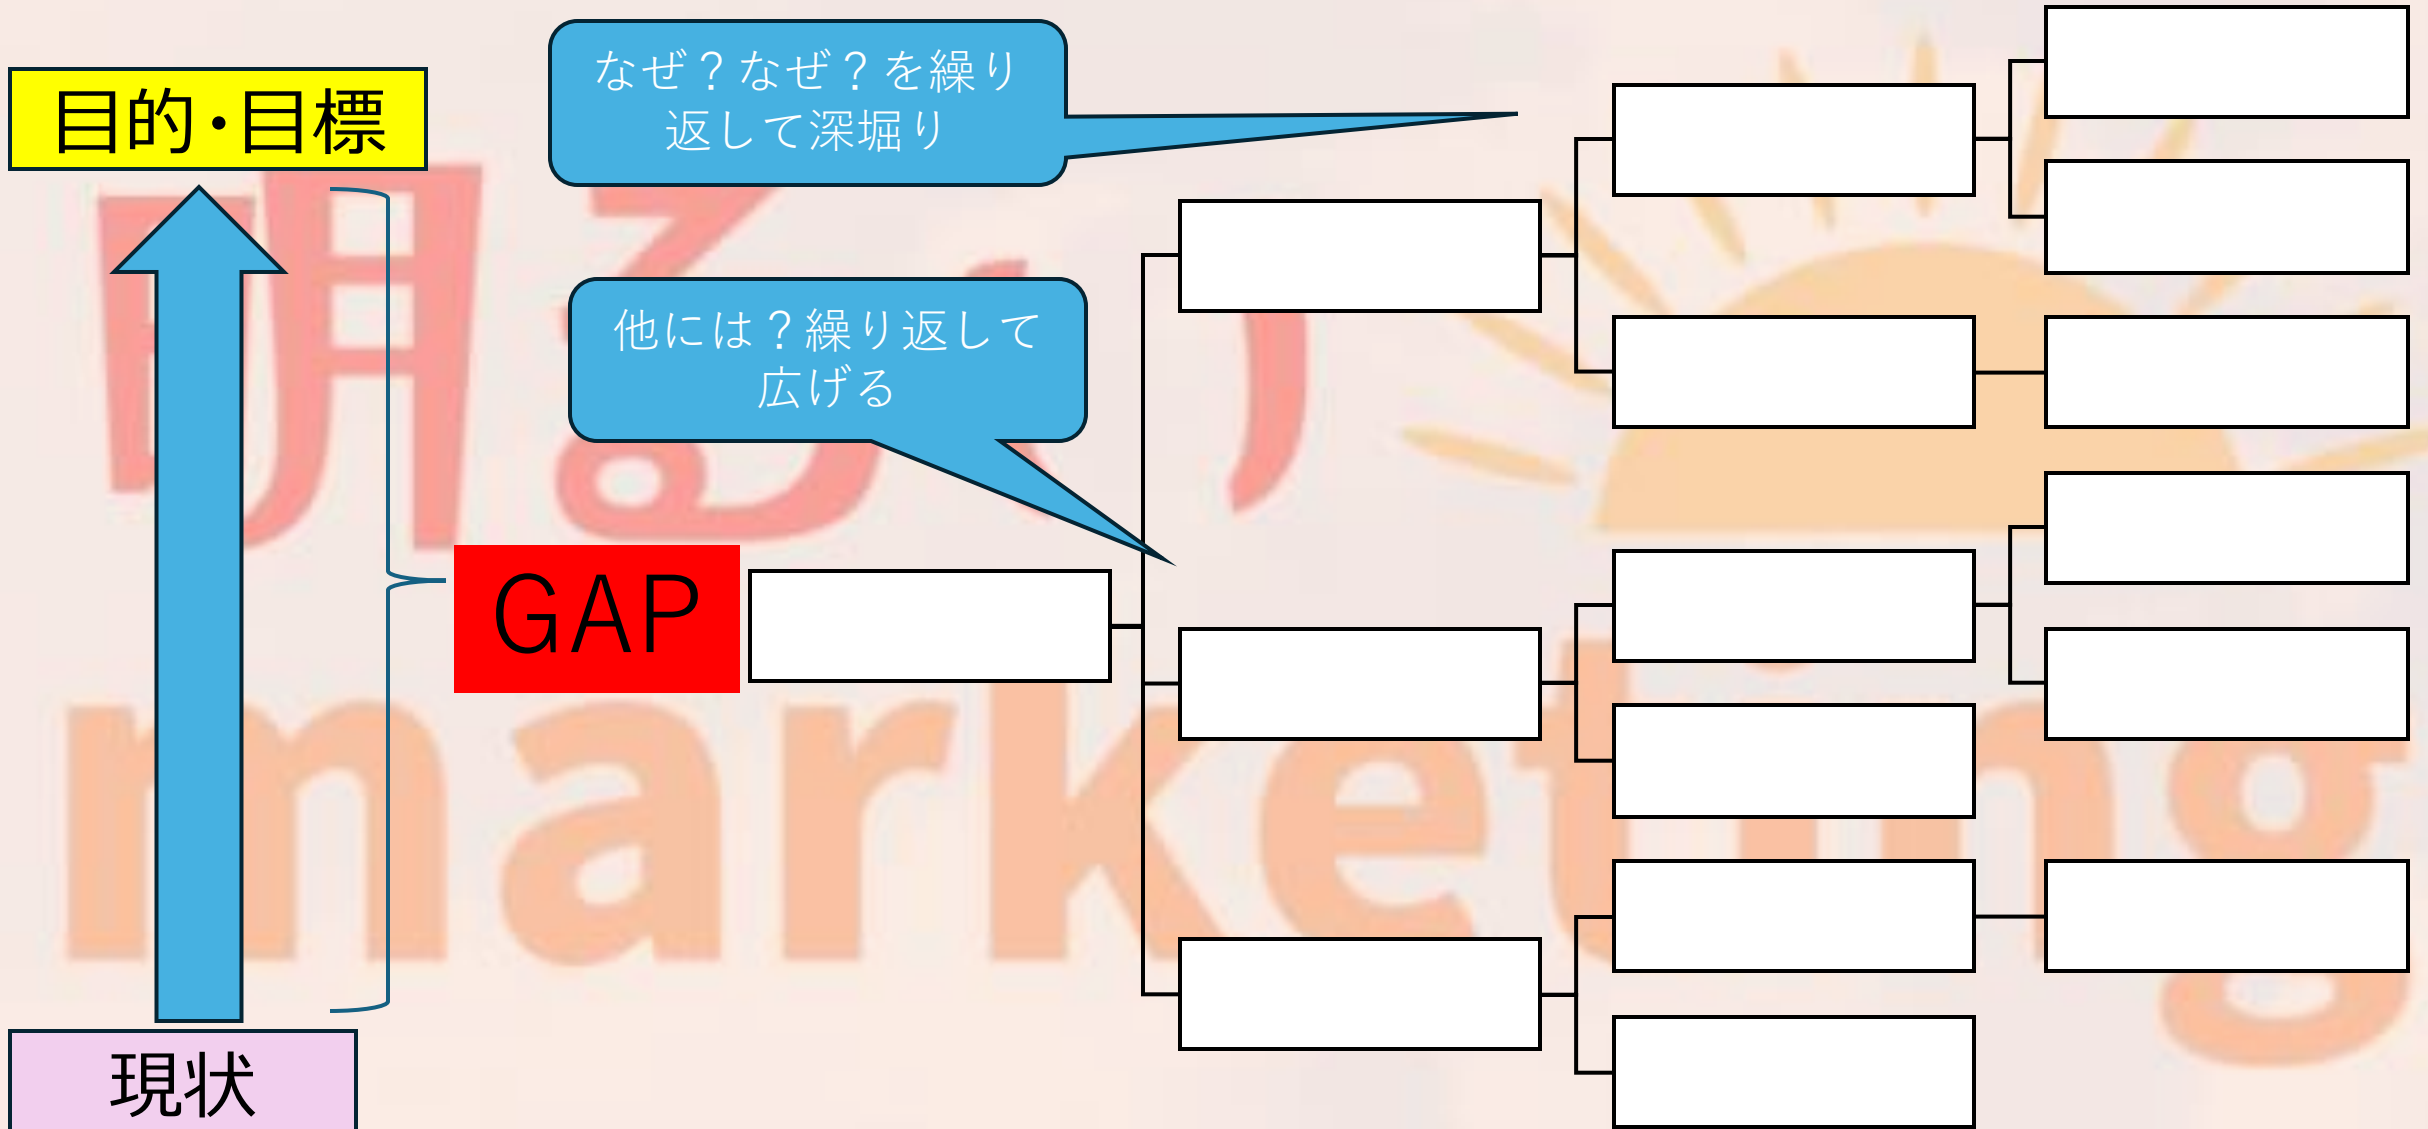 目的・目標
なぜ？なぜ？を繰り
返して深堀り
他には？繰り返して
広げる
GAP
現状
明るい
marketing